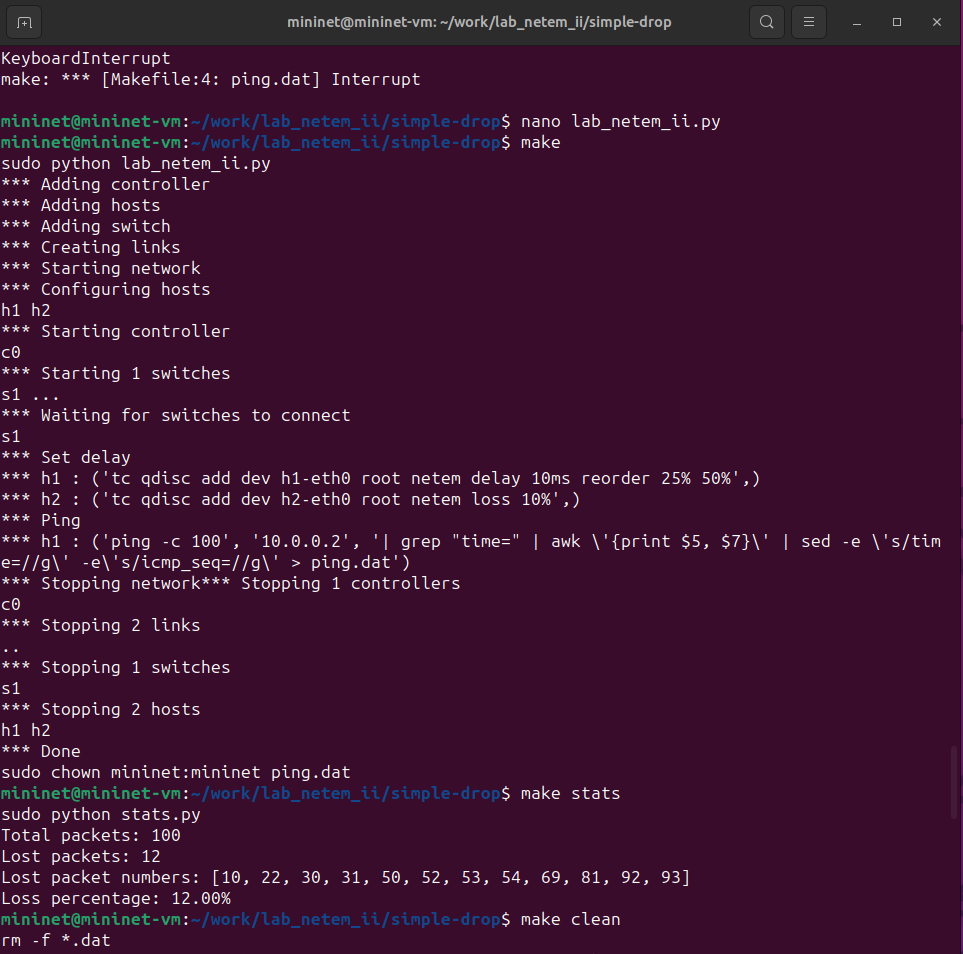 mininet@mininet-vm: ~/work/lab_netem_ii/simple-drop
KeyboardInterrupt
make: *** [Makefile:4: ping.dat] Interrupt
mininet@mininet-vm:~/work/lab_netem_ii/simple-drop$ nano lab_netem_ii.py
mininet@mininet-vm:~/work/lab_netem_ii/simple-drop$ make
sudo python lab_netem_ii.py
*** Adding controller
*** Adding hosts
*** Adding switch
*** Creating links
*** Starting network
*** Configuring hosts
h1 h2
*** Starting controller
c0
*** Starting 1 switches
s1 ...
*** Waiting for switches to connect
s1
*** Set delay
*** h1 : ('tc qdisc add dev h1-eth0 root netem delay 10ms reorder 25% 50%',)
*** h2 : ('tc qdisc add dev h2-eth0 root netem loss 10%',)
*** Ping
*** h1 : ('ping -c 100', '10.0.0.2', '| grep "time=" | awk \'{print $5, $7}\' | sed -e \'s/tim
e=//g\' -e\'s/icmp_seq=//g\' > ping.dat')
*** Stopping network*** Stopping 1 controllers
c0
*** Stopping 2 links
..
*** Stopping 1 switches
s1
*** Stopping 2 hosts
h1 h2
*** Done
sudo chown mininet:mininet ping.dat
mininet@mininet-vm:~/work/lab_netem_ii/simple-drop$ make stats
sudo python stats.py
Total packets: 100
Lost packets: 12
Lost packet numbers: [10, 22, 30, 31, 50, 52, 53, 54, 69, 81, 92, 93]
Loss percentage: 12.00%
mininet@mininet-vm:~/work/lab_netem_ii/simple-drop$ make clean
rm -f *.dat